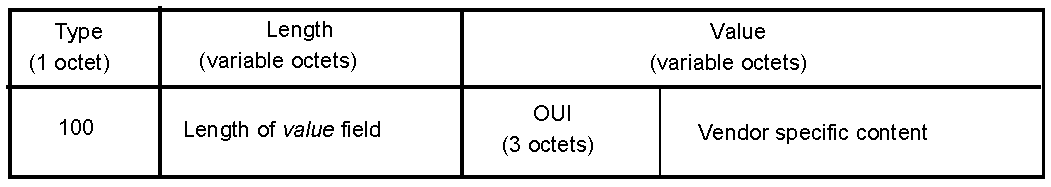 Type
(1 octet)
Length
(variable octets)
Value
(variable octets)
100
Length of value field
OUI
(3 octets)
Vendor specific content